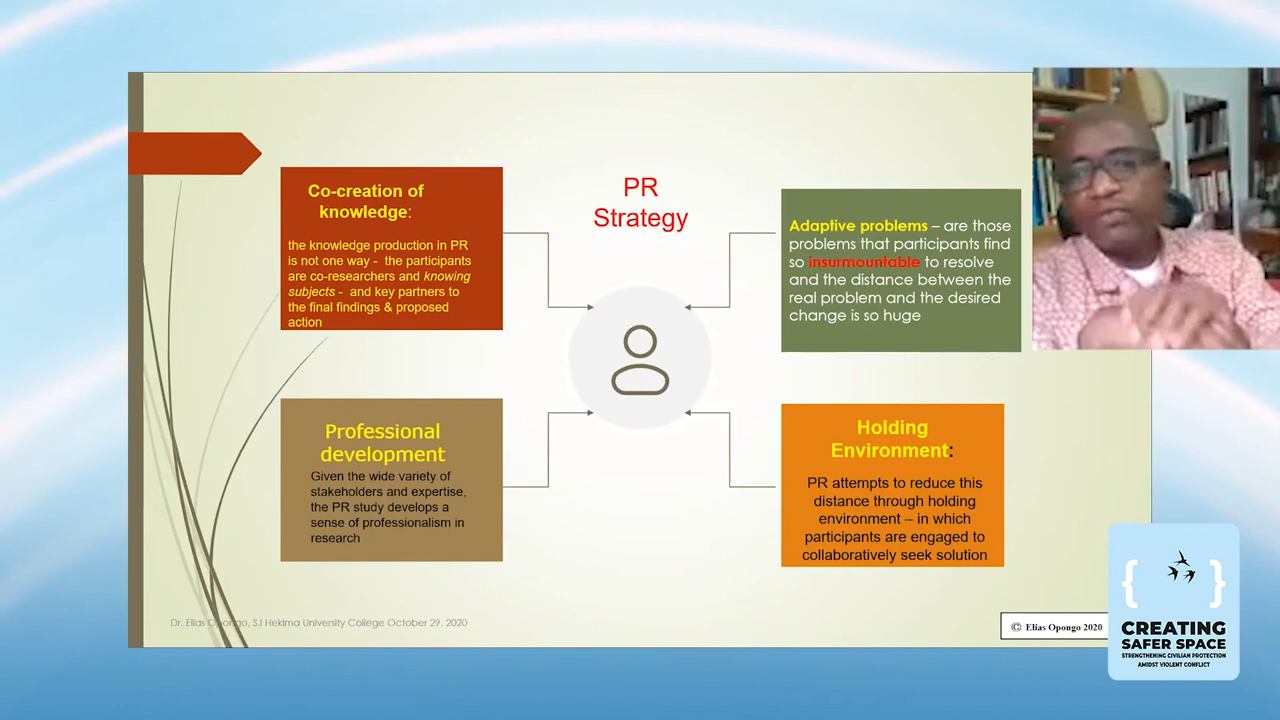 PR
Strategy
Co-creation of
knowledge:
the knowledge production in PR
is not one way - the participants
are co-researchers and knowing
subjects - and key partners to
the final findings & proposed
action
Adaptive problems – are those
problems that participants find
so insurmountable to resolve
and the distance between the
real problem and the desired
change is so huge
Professional
development
Given the wide variety of
stakeholders and expertise,
the PR study develops a
sense of professionalism in
research
Holding
Environment:
PR attempts to reduce this
distance through holding
environment – in which
participants are engaged to
collaboratively seek solution
Dr. Elias Opongo, SJ Hekima University College October 29, 2020
© Elias Opongo 2020
CREATING
SAFER SPACE
STRENGTHENING CIVILIAN PROTECTION
AMIDST VIOLENT CONFLICT